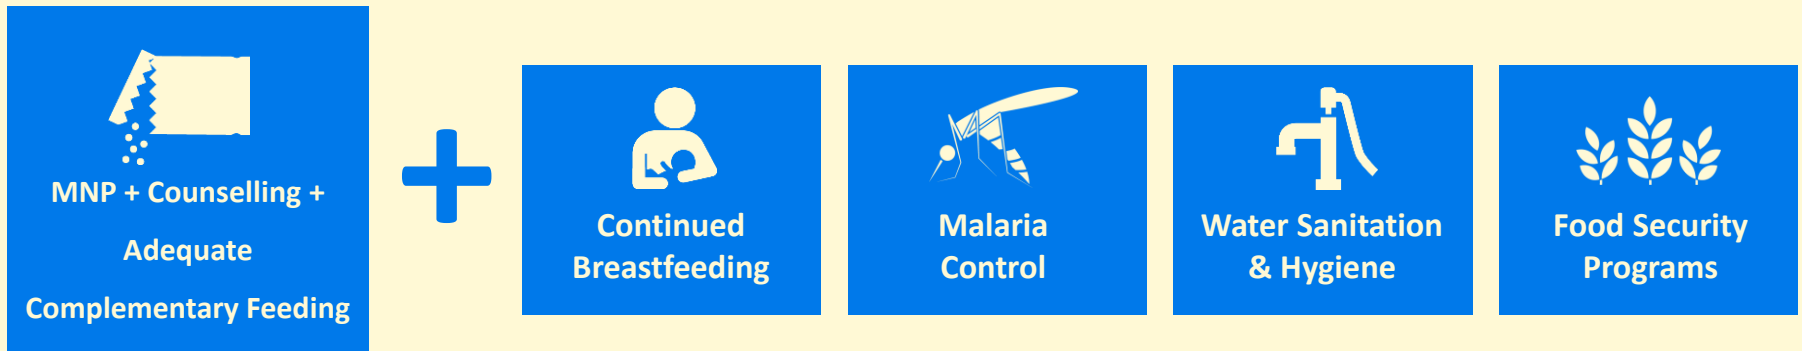 MNP + Counselling +
Adequate
Complementary Feeding
Continued
Breastfeeding
Malaria
Control
Water Sanitation
& Hygiene
Food Security
Programs